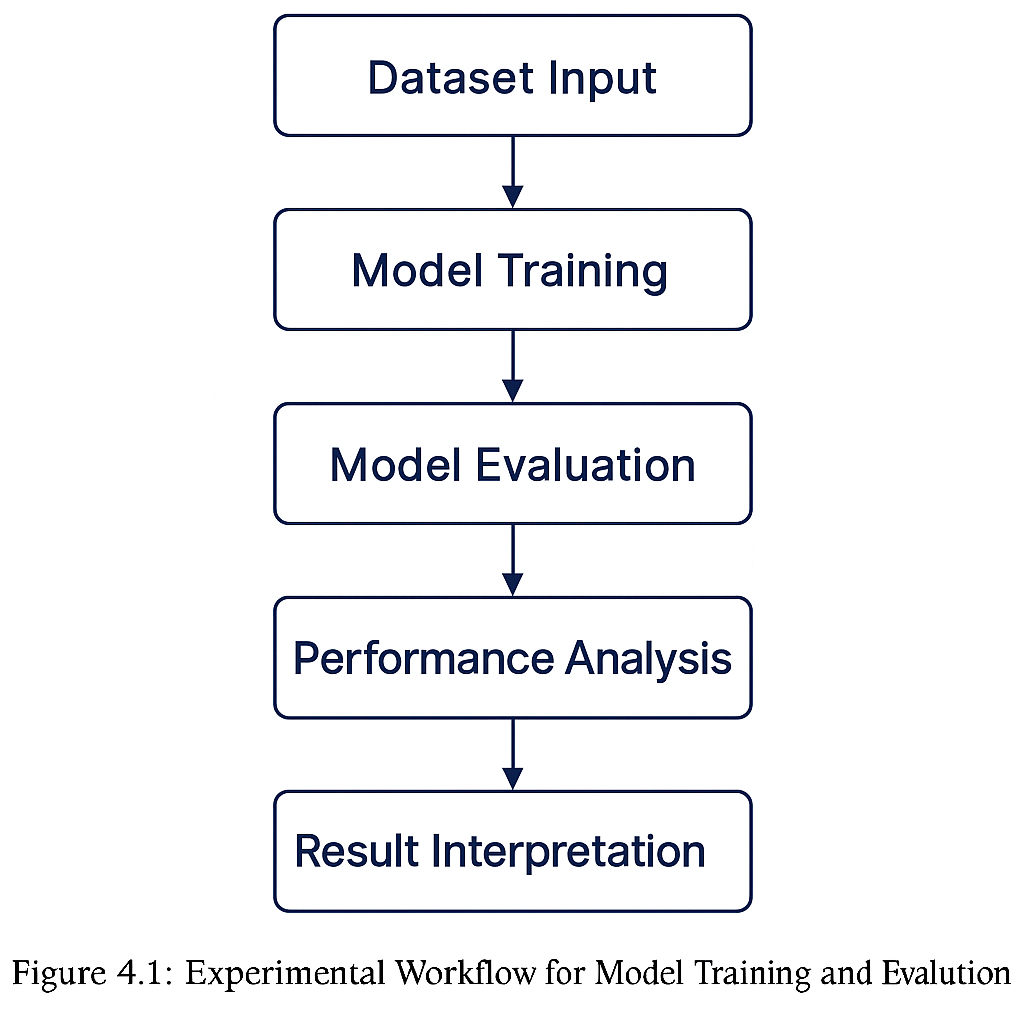 Dataset Input
Model Training
Model Evaluation
Performance Analysis
Result Interpretation
Figure 4.1: Experimental Workflow for Model Training and Evalution